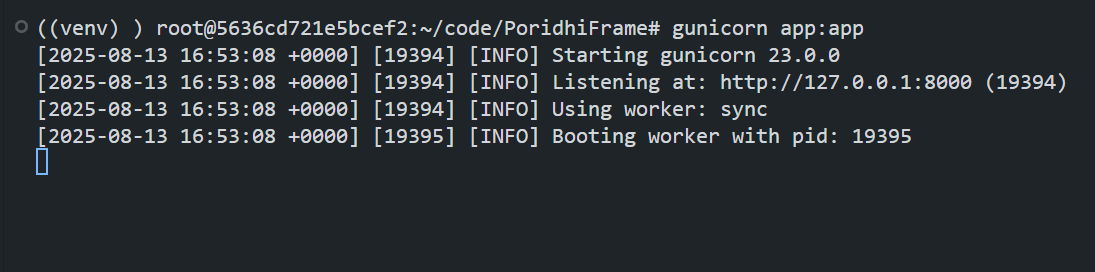 ((venv) ) root@5636cd721e5bcef2:~/code/PoridhiFrame# gunicorn app:app
[2025-08-13 16:53:08 +0000] [19394] [INFO] Starting gunicorn 23.0.0
[2025-08-13 16:53:08 +0000] [19394] [INFO] Listening at: http://127.0.0.1:8000 (19394)
[2025-08-13 16:53:08 +0000] [19394] [INFO] Using worker: sync
[2025-08-13 16:53:08 +0000] [19395] [INFO] Booting worker with pid: 19395